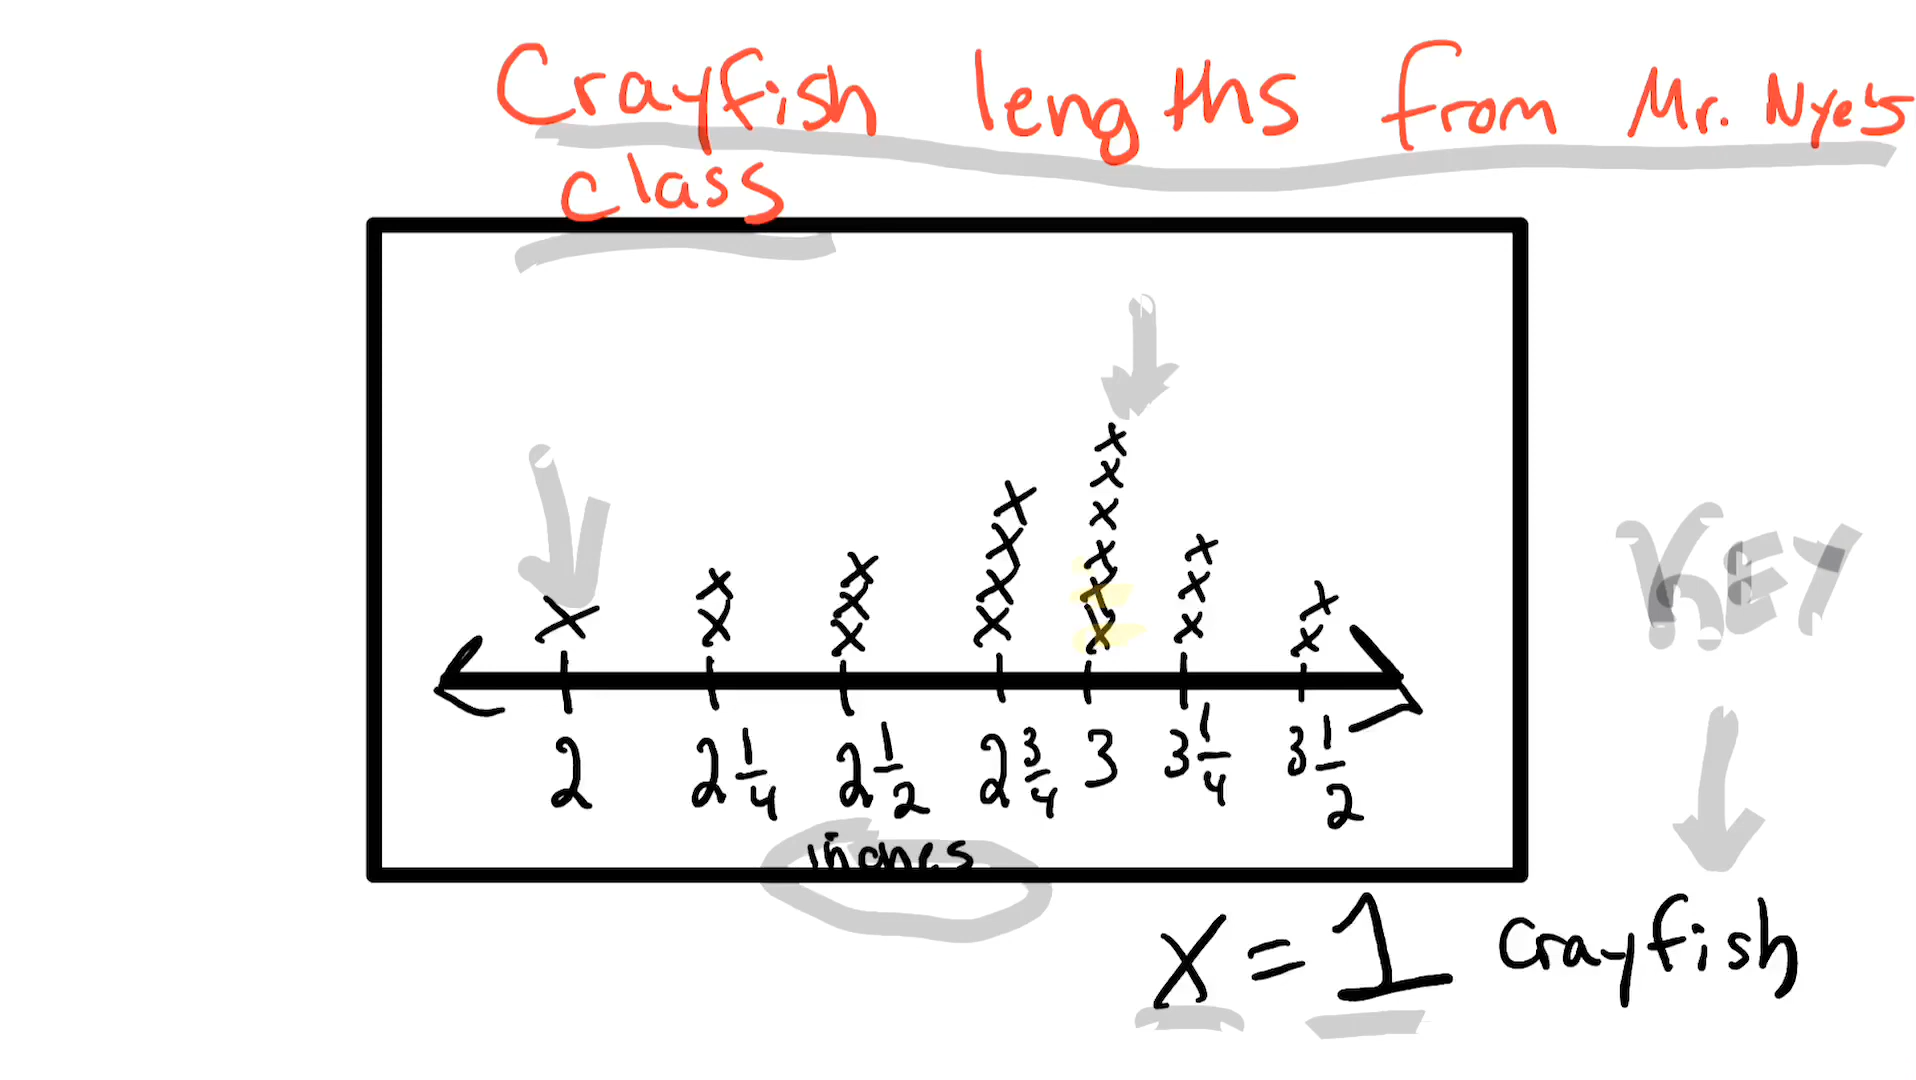 Crayfish lengths from Mr. Nye's
class
x
x
x
x x
x x x
x x x x x x
x x x x x x x
2 2 1/4 2 1/2 2 3/4 3 3 1/4 3 1/2
inches
KEY
x = 1 crayfish